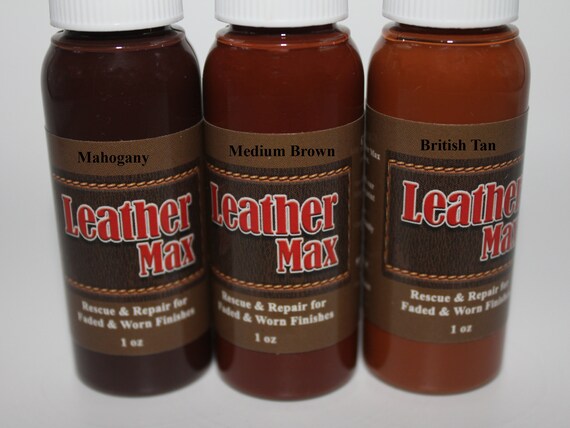 Mahogany
Leather
Max
Rescue & Repair for
Faded & Worn Finishes
1 oz
Medium Brown
Leather
Max
Rescue & Repair for
Faded & Worn Finishes
1 oz
British Tan
Leather
Max
Rescue & Repair for
Faded & Worn Finishes
1 oz